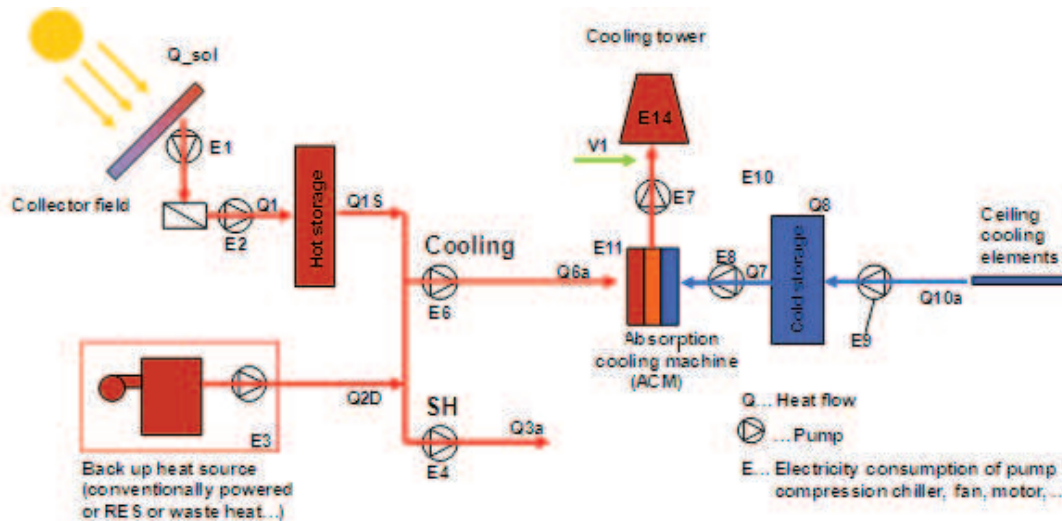 Q_sol
Cooling tower
E14
E1
V1
E10
Collector field
Q1
E2
Hot storage
Q1S
Cooling
E7
E11
Q8
E8
Q7
Cold storage
Ceiling
cooling
elements
Q6a
E6
Q10a
E9
Absorption
cooling machine
(ACM)
Q2D
E3
SH
Q3a
E4
Back up heat source
(conventionally powered
or RES or waste heat...)
Q... Heat flow
... Pump
E... Electricity consumption of pump
compression chiller, fan, motor, ...